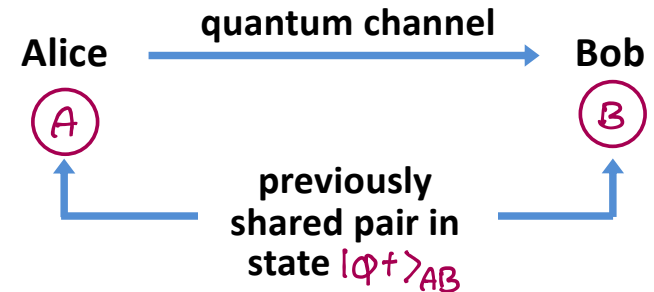 quantum channel
Alice
Bob
A
B
previously
shared pair in
state |φ+>AB